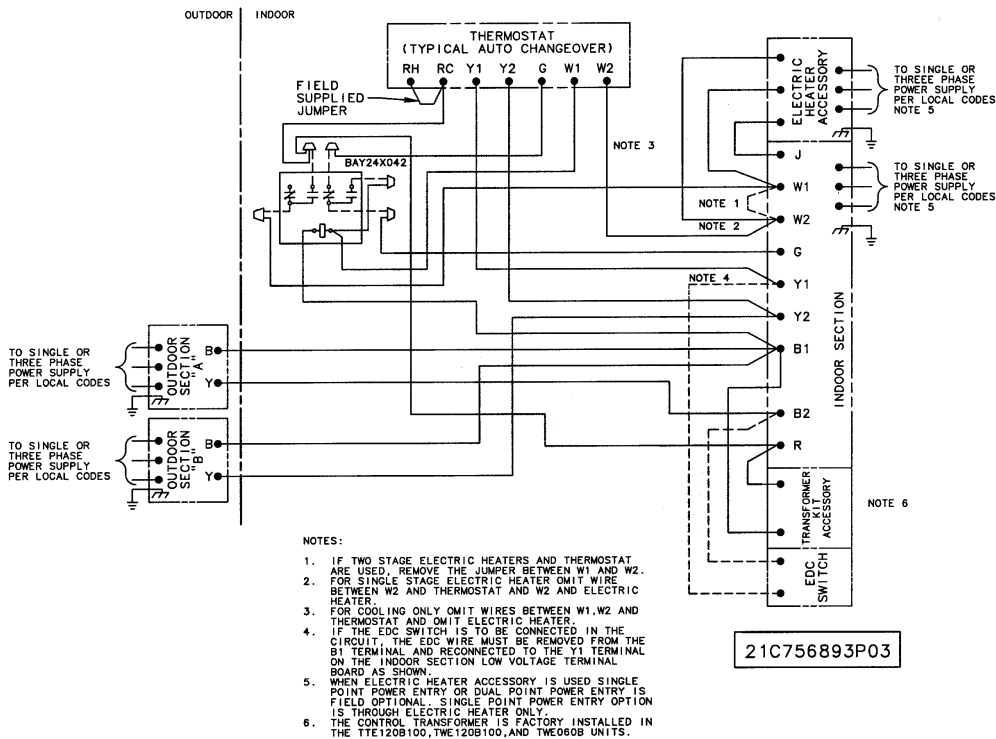 OUTDOOR
INDOOR
THERMOSTAT
(TYPICAL AUTO CHANGEOVER)
RH RC Y1 Y2 G W1 W2
FIELD
SUPPLIED
JUMPER
BAY24X042
NOTE 3
ELECTRIC
HEATER
ACCESSORY
TO SINGLE OR
THREEE PHASE
POWER SUPPLY
PER LOCAL CODES
NOTE 5
J
W1
NOTE 1
NOTE 2
W2
TO SINGLE OR
THREE PHASE
POWER SUPPLY
PER LOCAL CODES
NOTE 5
G
NOTE 4
Y1
Y2
B1
B2
R
INDOOR SECTION
TO SINGLE OR
THREE PHASE
POWER SUPPLY
PER LOCAL CODES
OUTDOOR
SECTION
"A"
B
Y
TO SINGLE OR
THREE PHASE
POWER SUPPLY
PER LOCAL CODES
OUTDOOR
SECTION
"B"
B
Y
TRANSFORMER
KIT
ACCESSORY
NOTE 6
EDC
SWITCH
NOTES:
1. IF TWO STAGE ELECTRIC HEATERS AND THERMOSTAT
ARE USED, REMOVE THE JUMPER BETWEEN W1 AND W2.
2. FOR SINGLE STAGE ELECTRIC HEATER OMIT WIRE
BETWEEN W2 AND THERMOSTAT AND W2 AND ELECTRIC
HEATER.
3. FOR COOLING ONLY OMIT WIRES BETWEEN W1,W2 AND
THERMOSTAT AND OMIT ELECTRIC HEATER.
4. IF THE EDC SWITCH IS TO BE CONNECTED IN THE
CIRCUIT, THE EDC WIRE MUST BE REMOVED FROM THE
B1 TERMINAL AND RECONNECTED TO THE Y1 TERMINAL
ON THE INDOOR SECTION LOW VOLTAGE TERMINAL
BOARD AS SHOWN.
5. WHEN ELECTRIC HEATER ACCESSORY IS USED SINGLE
POINT POWER ENTRY OR DUAL POINT POWER ENTRY IS
FIELD OPTIONAL. SINGLE POINT POWER ENTRY OPTION
IS THROUGH ELECTRIC HEATER ONLY.
6. THE CONTROL TRANSFORMER IS FACTORY INSTALLED IN
THE TTE120B100,TWE120B100,AND TWE060B UNITS.
21C756893P03